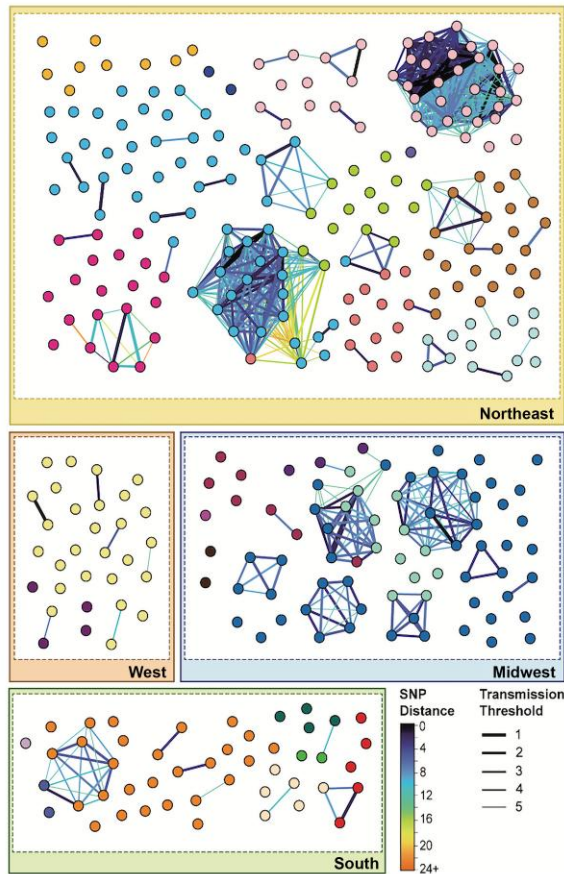 Northeast
West
Midwest
South
SNP
Distance
0
4
8
12
16
20
24+
Transmission
Threshold
1
2
3
4
5